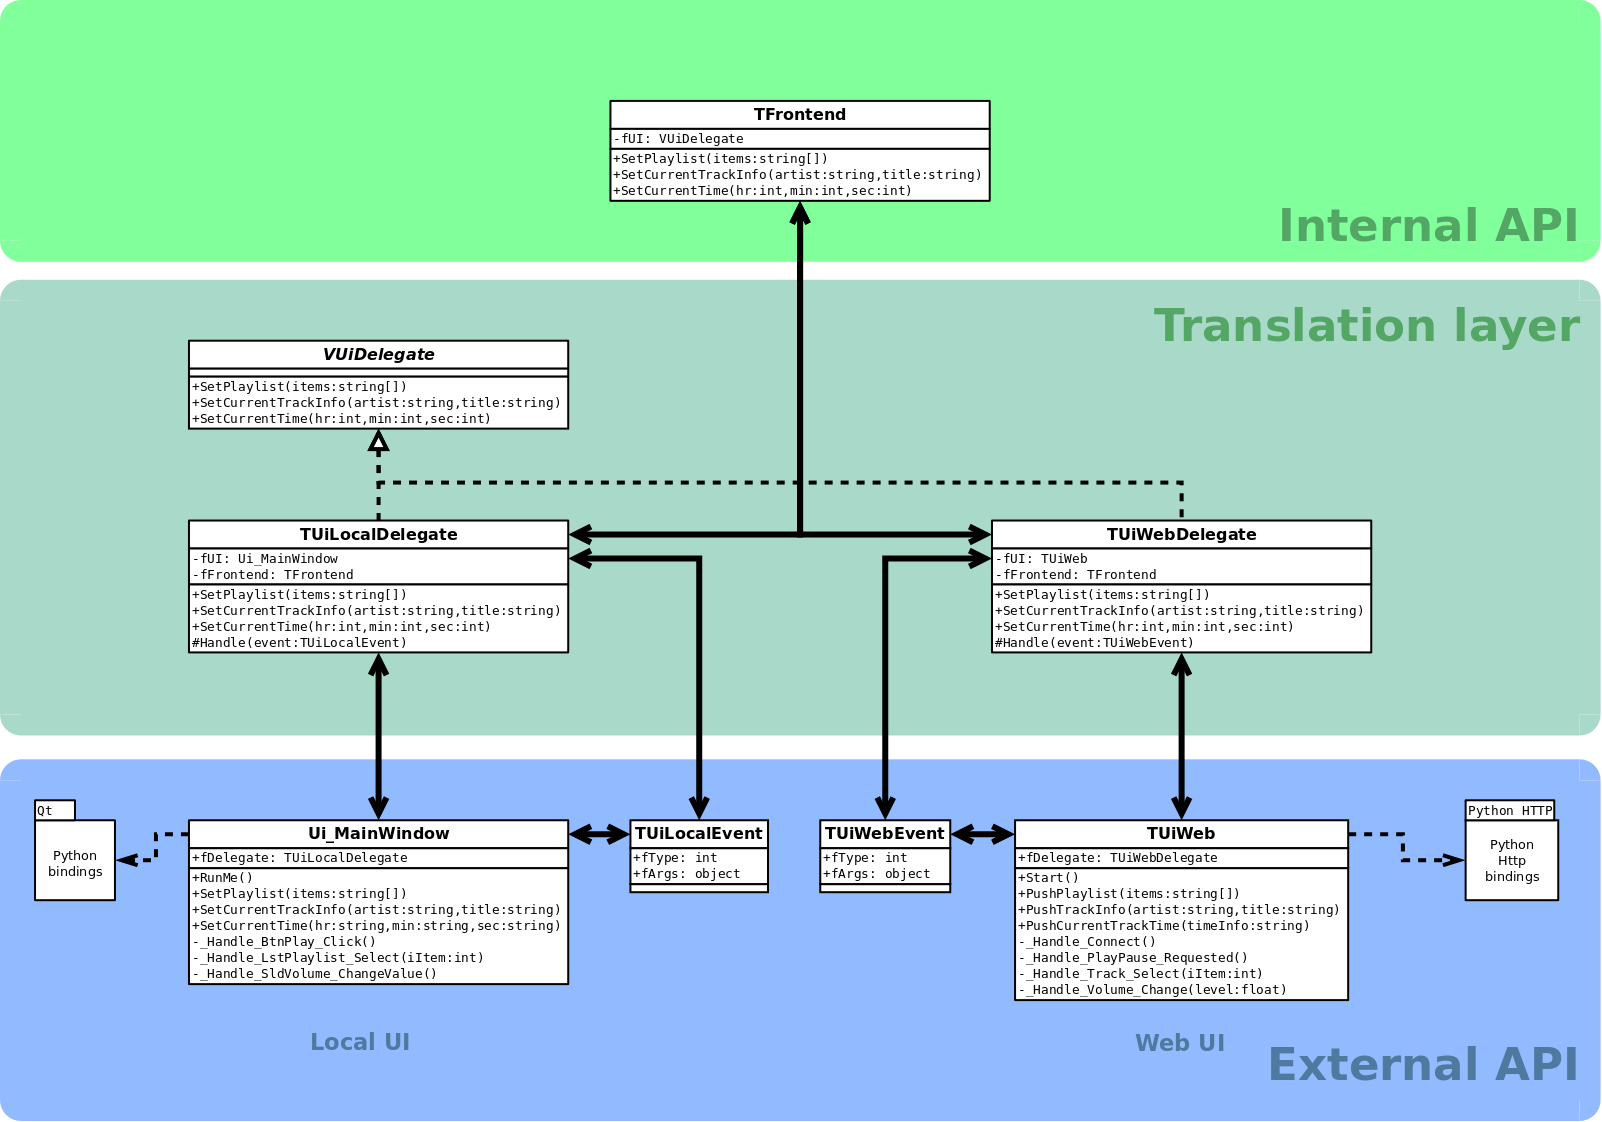 TFrontend
-fUI: VUiDelegate
+SetPlaylist(items:string[])
+SetCurrentTrackInfo(artist:string,title:string)
+SetCurrentTime(hr:int,min:int,sec:int)
Internal API
Translation layer
VUiDelegate
+SetPlaylist(items:string[])
+SetCurrentTrackInfo(artist:string,title:string)
+SetCurrentTime(hr:int,min:int,sec:int)
TUiLocalDelegate
-fUI: Ui_MainWindow
-fFrontend: TFrontend
+SetPlaylist(items:string[])
+SetCurrentTrackInfo(artist:string,title:string)
+SetCurrentTime(hr:int,min:int,sec:int)
#Handle(event:TUiLocalEvent)
TUiWebDelegate
-fUI: TUiWeb
-fFrontend: TFrontend
+SetPlaylist(items:string[])
+SetCurrentTrackInfo(artist:string,title:string)
+SetCurrentTime(hr:int,min:int,sec:int)
#Handle(event:TUiWebEvent)
Qt
Python
bindings
Ui_MainWindow
+fDelegate: TUiLocalDelegate
+RunMe()
+SetPlaylist(items:string[])
+SetCurrentTrackInfo(artist:string,title:string)
+SetCurrentTime(hr:string,min:string,sec:string)
-_Handle_BtnPlay_Click()
-_Handle_LstPlaylist_Select(iItem:int)
-_Handle_SldVolume_ChangeValue()
TUiLocalEvent
+fType: int
+fArgs: object
TUiWebEvent
+fType: int
+fArgs: object
TUiWeb
+fDelegate: TUiWebDelegate
+Start()
+PushPlaylist(items:string[])
+PushTrackInfo(artist:string,title:string)
+PushCurrentTrackTime(timeInfo:string)
-_Handle_Connect()
-_Handle_PlayPause_Requested()
-_Handle_Track_Select(iItem:int)
-_Handle_Volume_Change(level:float)
Python HTTP
Python
Http
bindings
Local UI
Web UI
External API